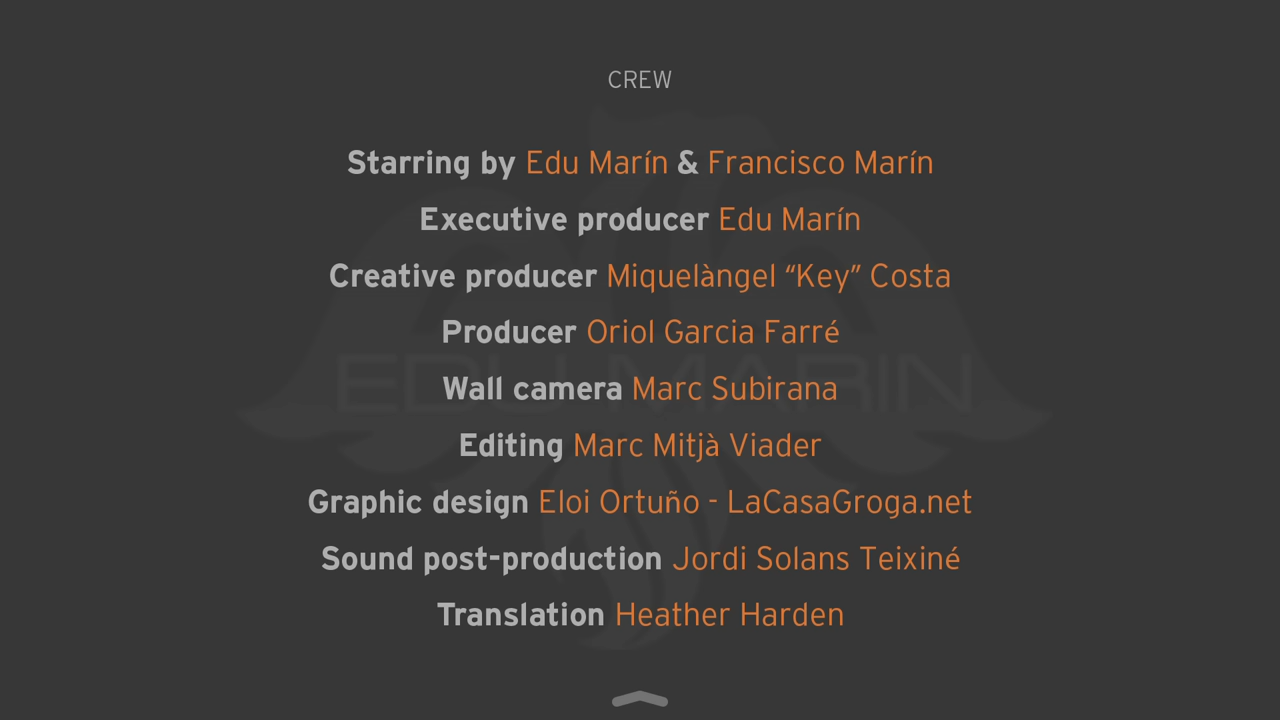 CREW
Starring by Edu Marín & Francisco Marín
Executive producer Edu Marín
Creative producer Miquelàngel “Key” Costa
Producer Oriol Garcia Farré
EDU MARIN
Wall camera Marc Subirana
Editing Marc Mitjà Viader
Graphic design Eloi Ortuño - LaCasaGroga.net
Sound post-production Jordi Solans Teixiné
Translation Heather Harden